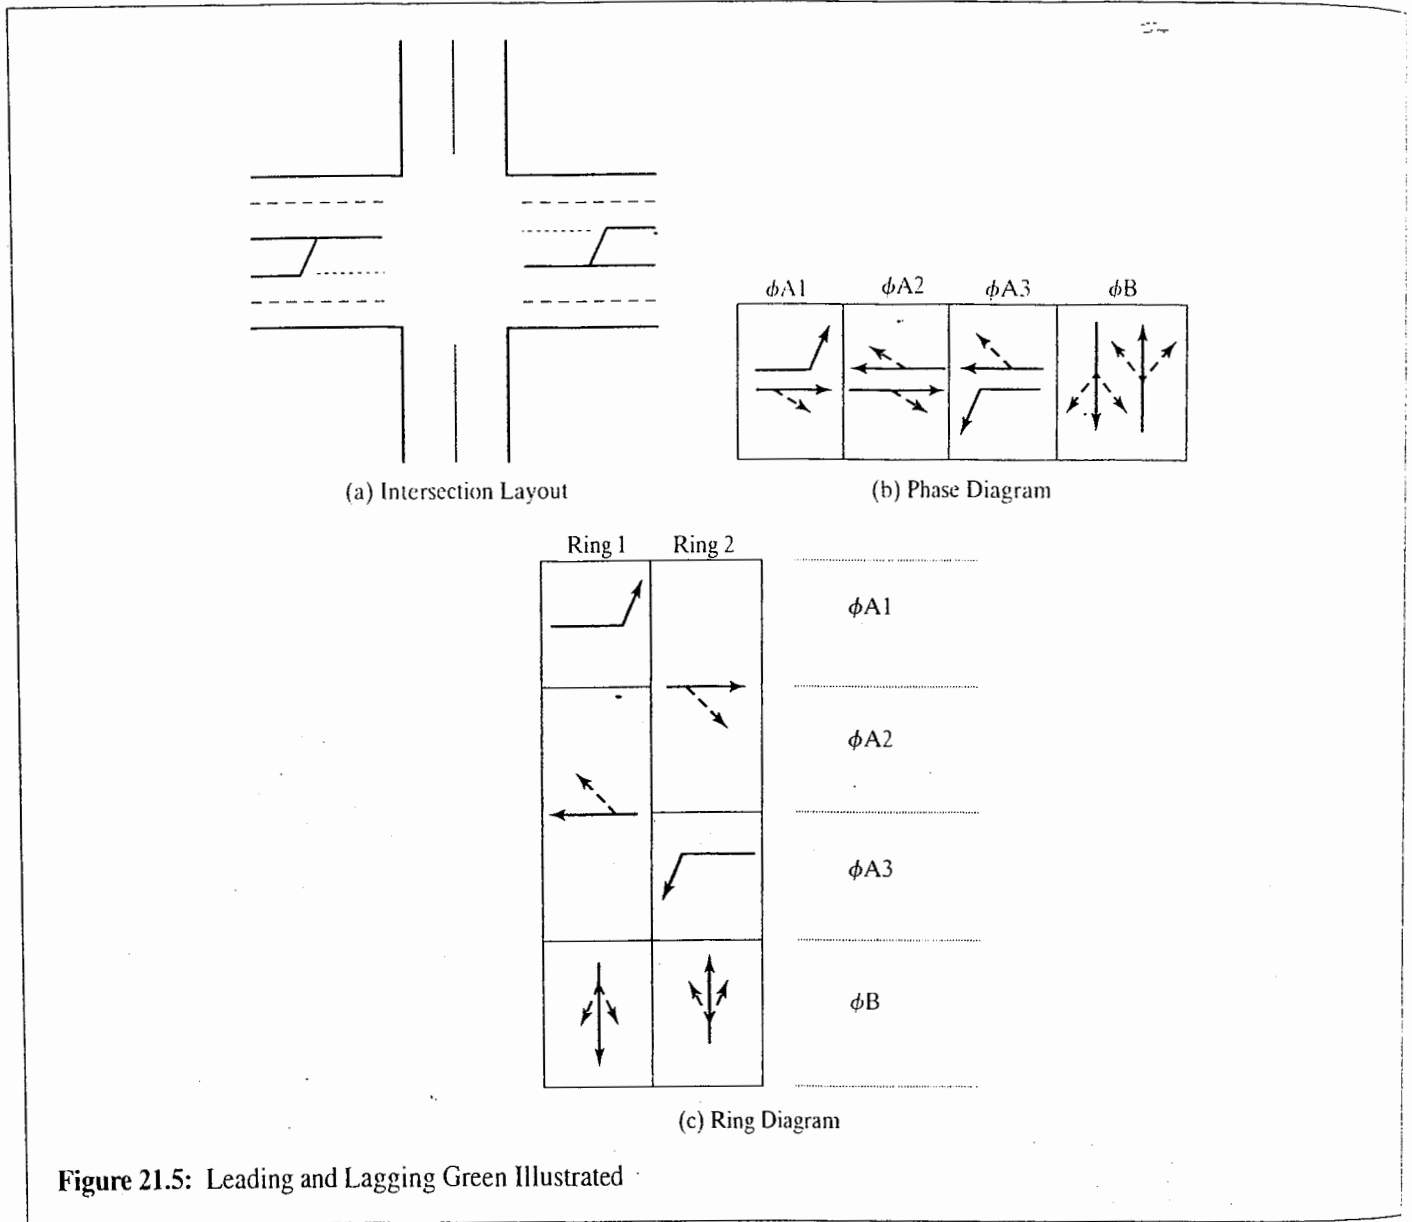 ϕA1 ϕA2 ϕA3 ϕB
(a) Intersection Layout
(b) Phase Diagram
Ring 1 Ring 2
ϕA1
ϕA2
ϕA3
ϕB
(c) Ring Diagram
Figure 21.5: Leading and Lagging Green Illustrated